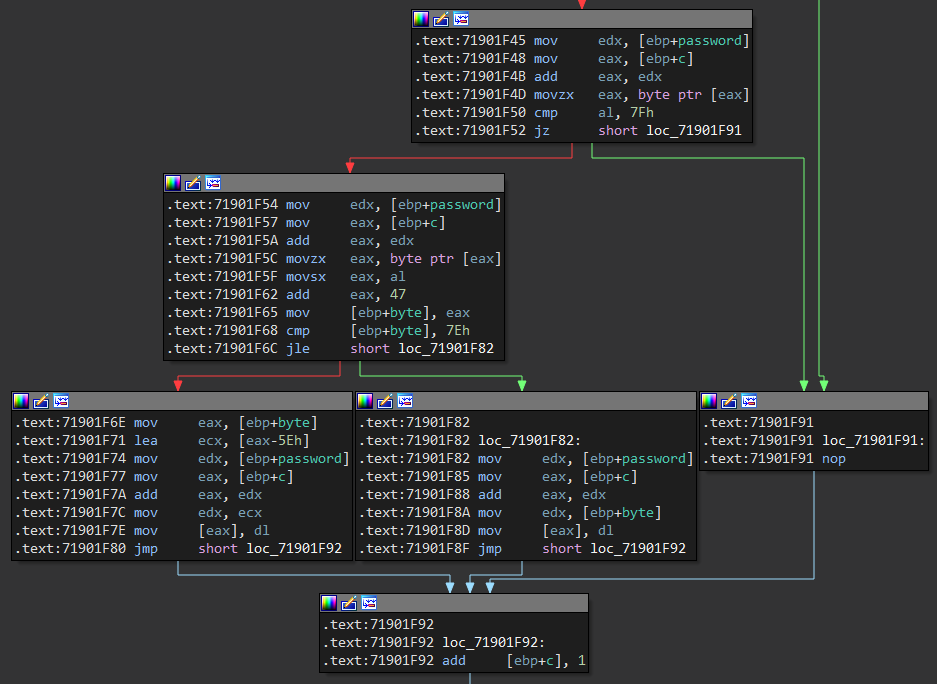 .text:71901F45 mov edx, [ebp+password]
.text:71901F48 mov eax, [ebp+c]
.text:71901F4B add eax, edx
.text:71901F4D movzx eax, byte ptr [eax]
.text:71901F50 cmp al, 7Fh
.text:71901F52 jz short loc_71901F91
.text:71901F54 mov edx, [ebp+password]
.text:71901F57 mov eax, [ebp+c]
.text:71901F5A add eax, edx
.text:71901F5C movzx eax, byte ptr [eax]
.text:71901F5F movsx eax, al
.text:71901F62 add eax, 47
.text:71901F65 mov [ebp+byte], eax
.text:71901F68 cmp [ebp+byte], 7Eh
.text:71901F6C jle short loc_71901F82
.text:71901F6E mov eax, [ebp+byte]
.text:71901F71 lea ecx, [eax-5Eh]
.text:71901F74 mov edx, [ebp+password]
.text:71901F77 mov eax, [ebp+c]
.text:71901F7A add eax, edx
.text:71901F7C mov edx, ecx
.text:71901F7E mov [eax], dl
.text:71901F80 jmp short loc_71901F92
.text:71901F82
.text:71901F82 loc_71901F82:
.text:71901F82 mov edx, [ebp+password]
.text:71901F85 mov eax, [ebp+c]
.text:71901F88 add eax, edx
.text:71901F8A mov edx, [ebp+byte]
.text:71901F8D mov [eax], dl
.text:71901F8F jmp short loc_71901F92
.text:71901F91
.text:71901F91 loc_71901F91:
.text:71901F91 nop
.text:71901F92
.text:71901F92 loc_71901F92:
.text:71901F92 add [ebp+c], 1